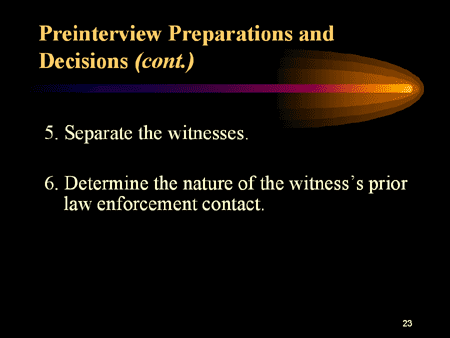 Preinterview Preparations and
Decisions (cont.)
5. Separate the witnesses.
6. Determine the nature of the witness's prior
law enforcement contact.
23